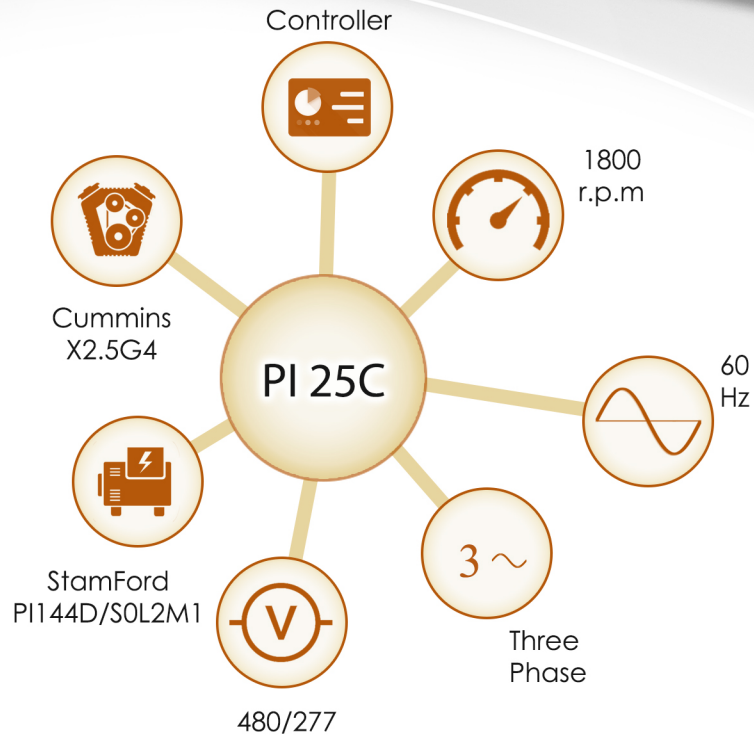 Controller
1800
r.p.m
Cummins
X2.5G4
PI 25C
60
Hz
3 ~
StamFord
PI144D/S0L2M1
V
Three
Phase
480/277